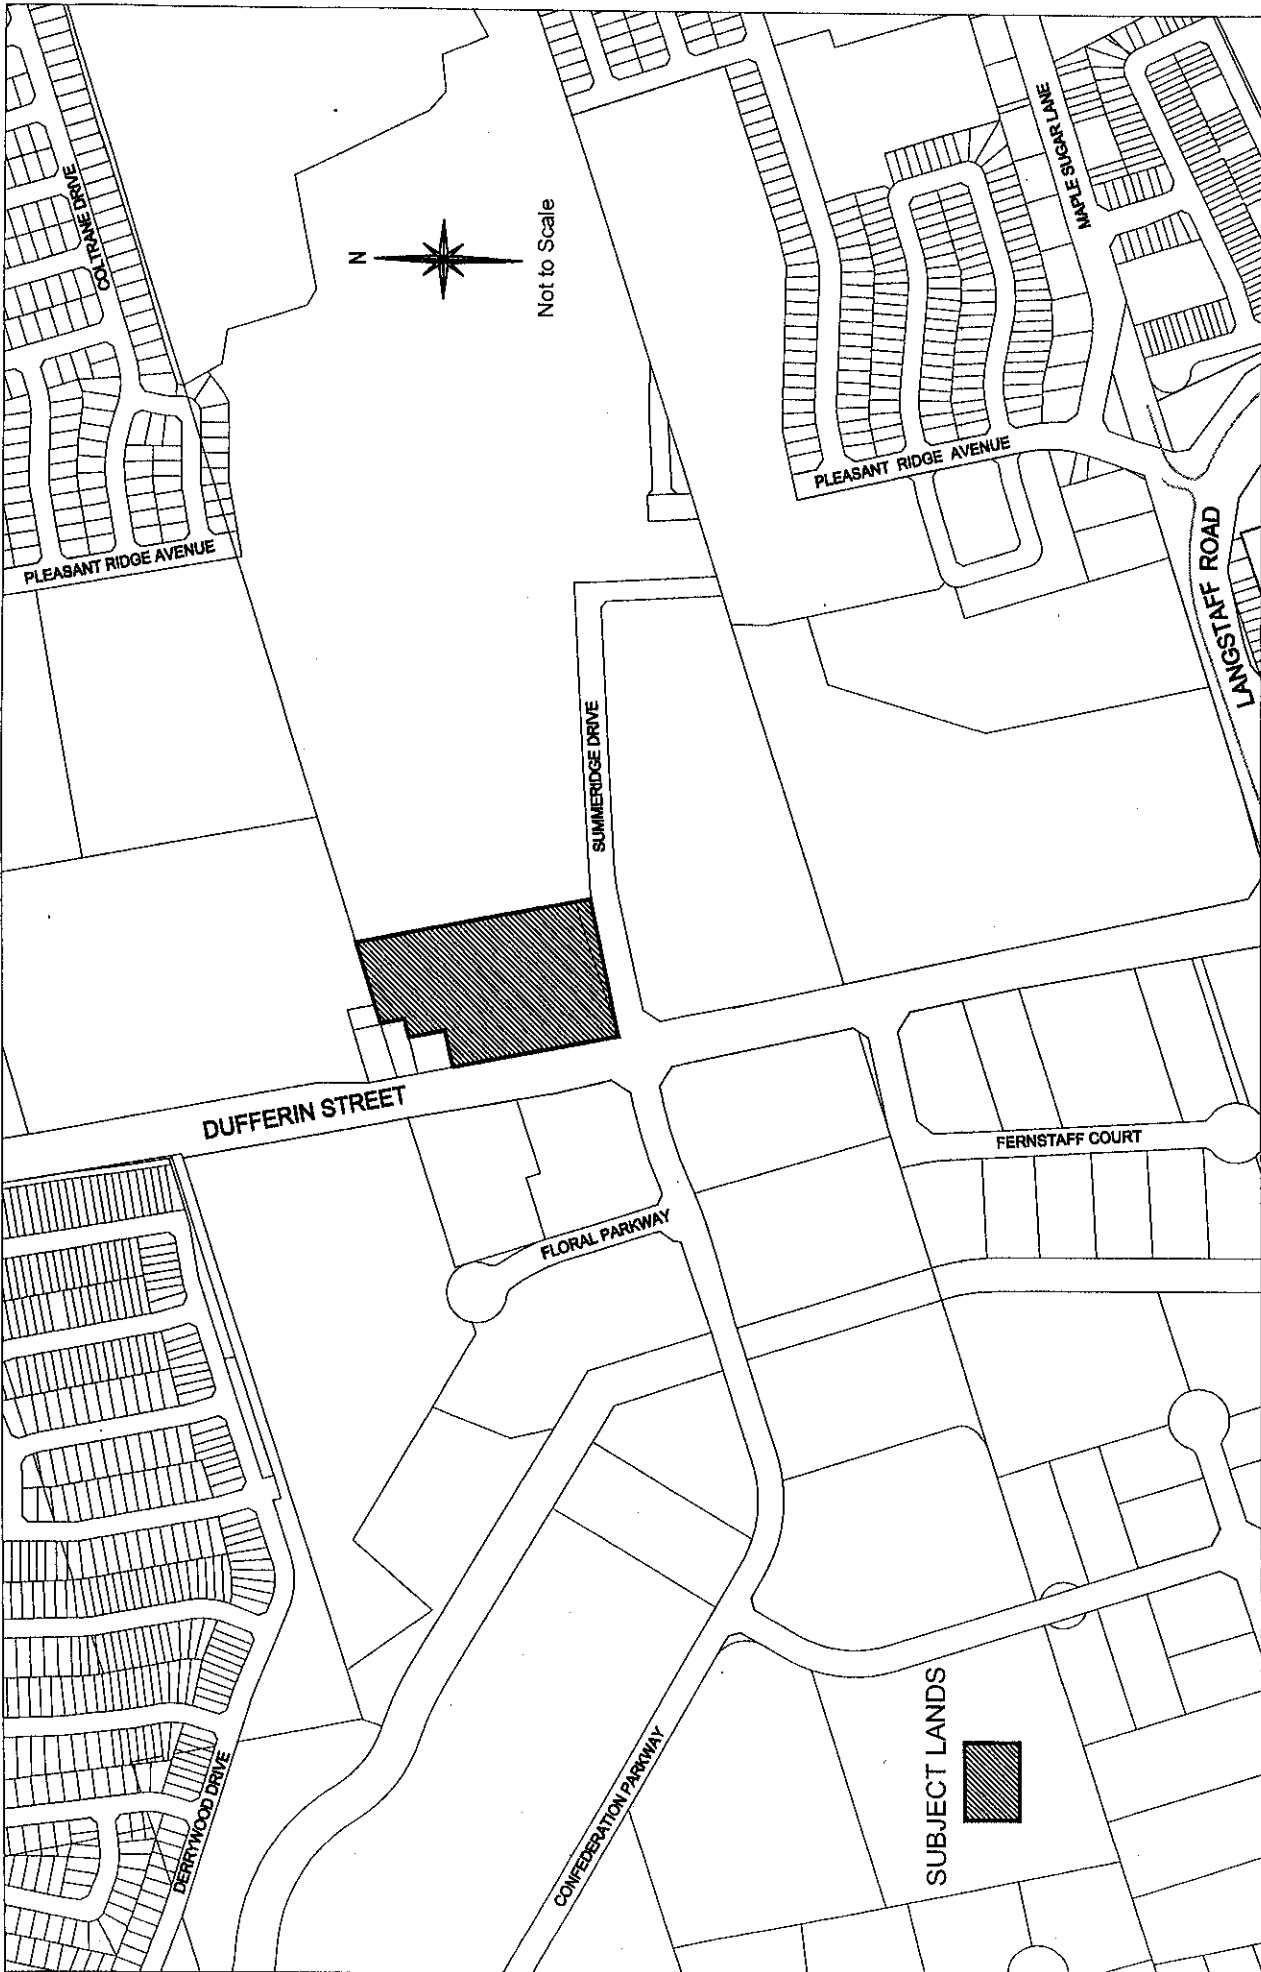 COLTRANE DRIVE
MAPLE SUGAR LANE
N
Not to Scale
PLEASANT RIDGE AVENUE
PLEASANT RIDGE AVENUE
LANGSTAFF ROAD
SUMMERIDGE DRIVE
DUFFERIN STREET
FERNSTAFF COURT
FLORAL PARKWAY
DERRYWOOD DRIVE
CONFEDERATION PARKWAY
SUBJECT LANDS